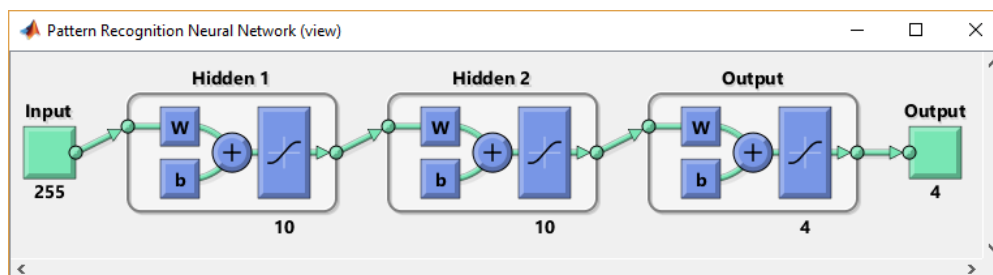 Pattern Recognition Neural Network (view)
Hidden 1 Hidden 2 Output
Input Output
W W W
b b b
+ + +
255 4
10 10 4